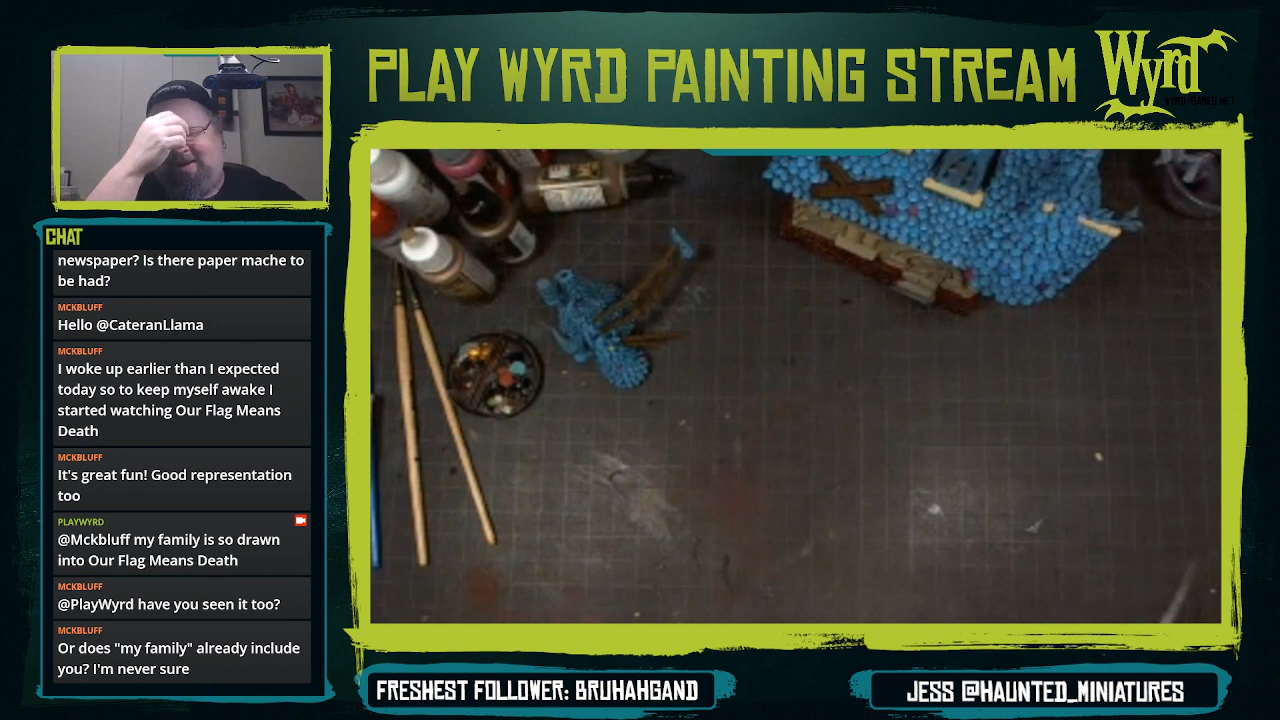 PLAY WYRD PAINTING STREAM
Wyrd
WYRD-GAMES.NET
CHAT
newspaper? Is there paper mache to
be had?
MCKBLUFF
Hello @CateranLlama
MCKBLUFF
I woke up earlier than I expected
today so to keep myself awake I
started watching Our Flag Means
Death
MCKBLUFF
It's great fun! Good representation
too
PLAYWYRD
@Mckbluff my family is so drawn
into Our Flag Means Death
MCKBLUFF
@PlayWyrd have you seen it too?
MCKBLUFF
Or does "my family" already include
you? I'm never sure
FRESHEST FOLLOWER: BRUHAHGAND
JESS @HAUNTED_MINIATURES